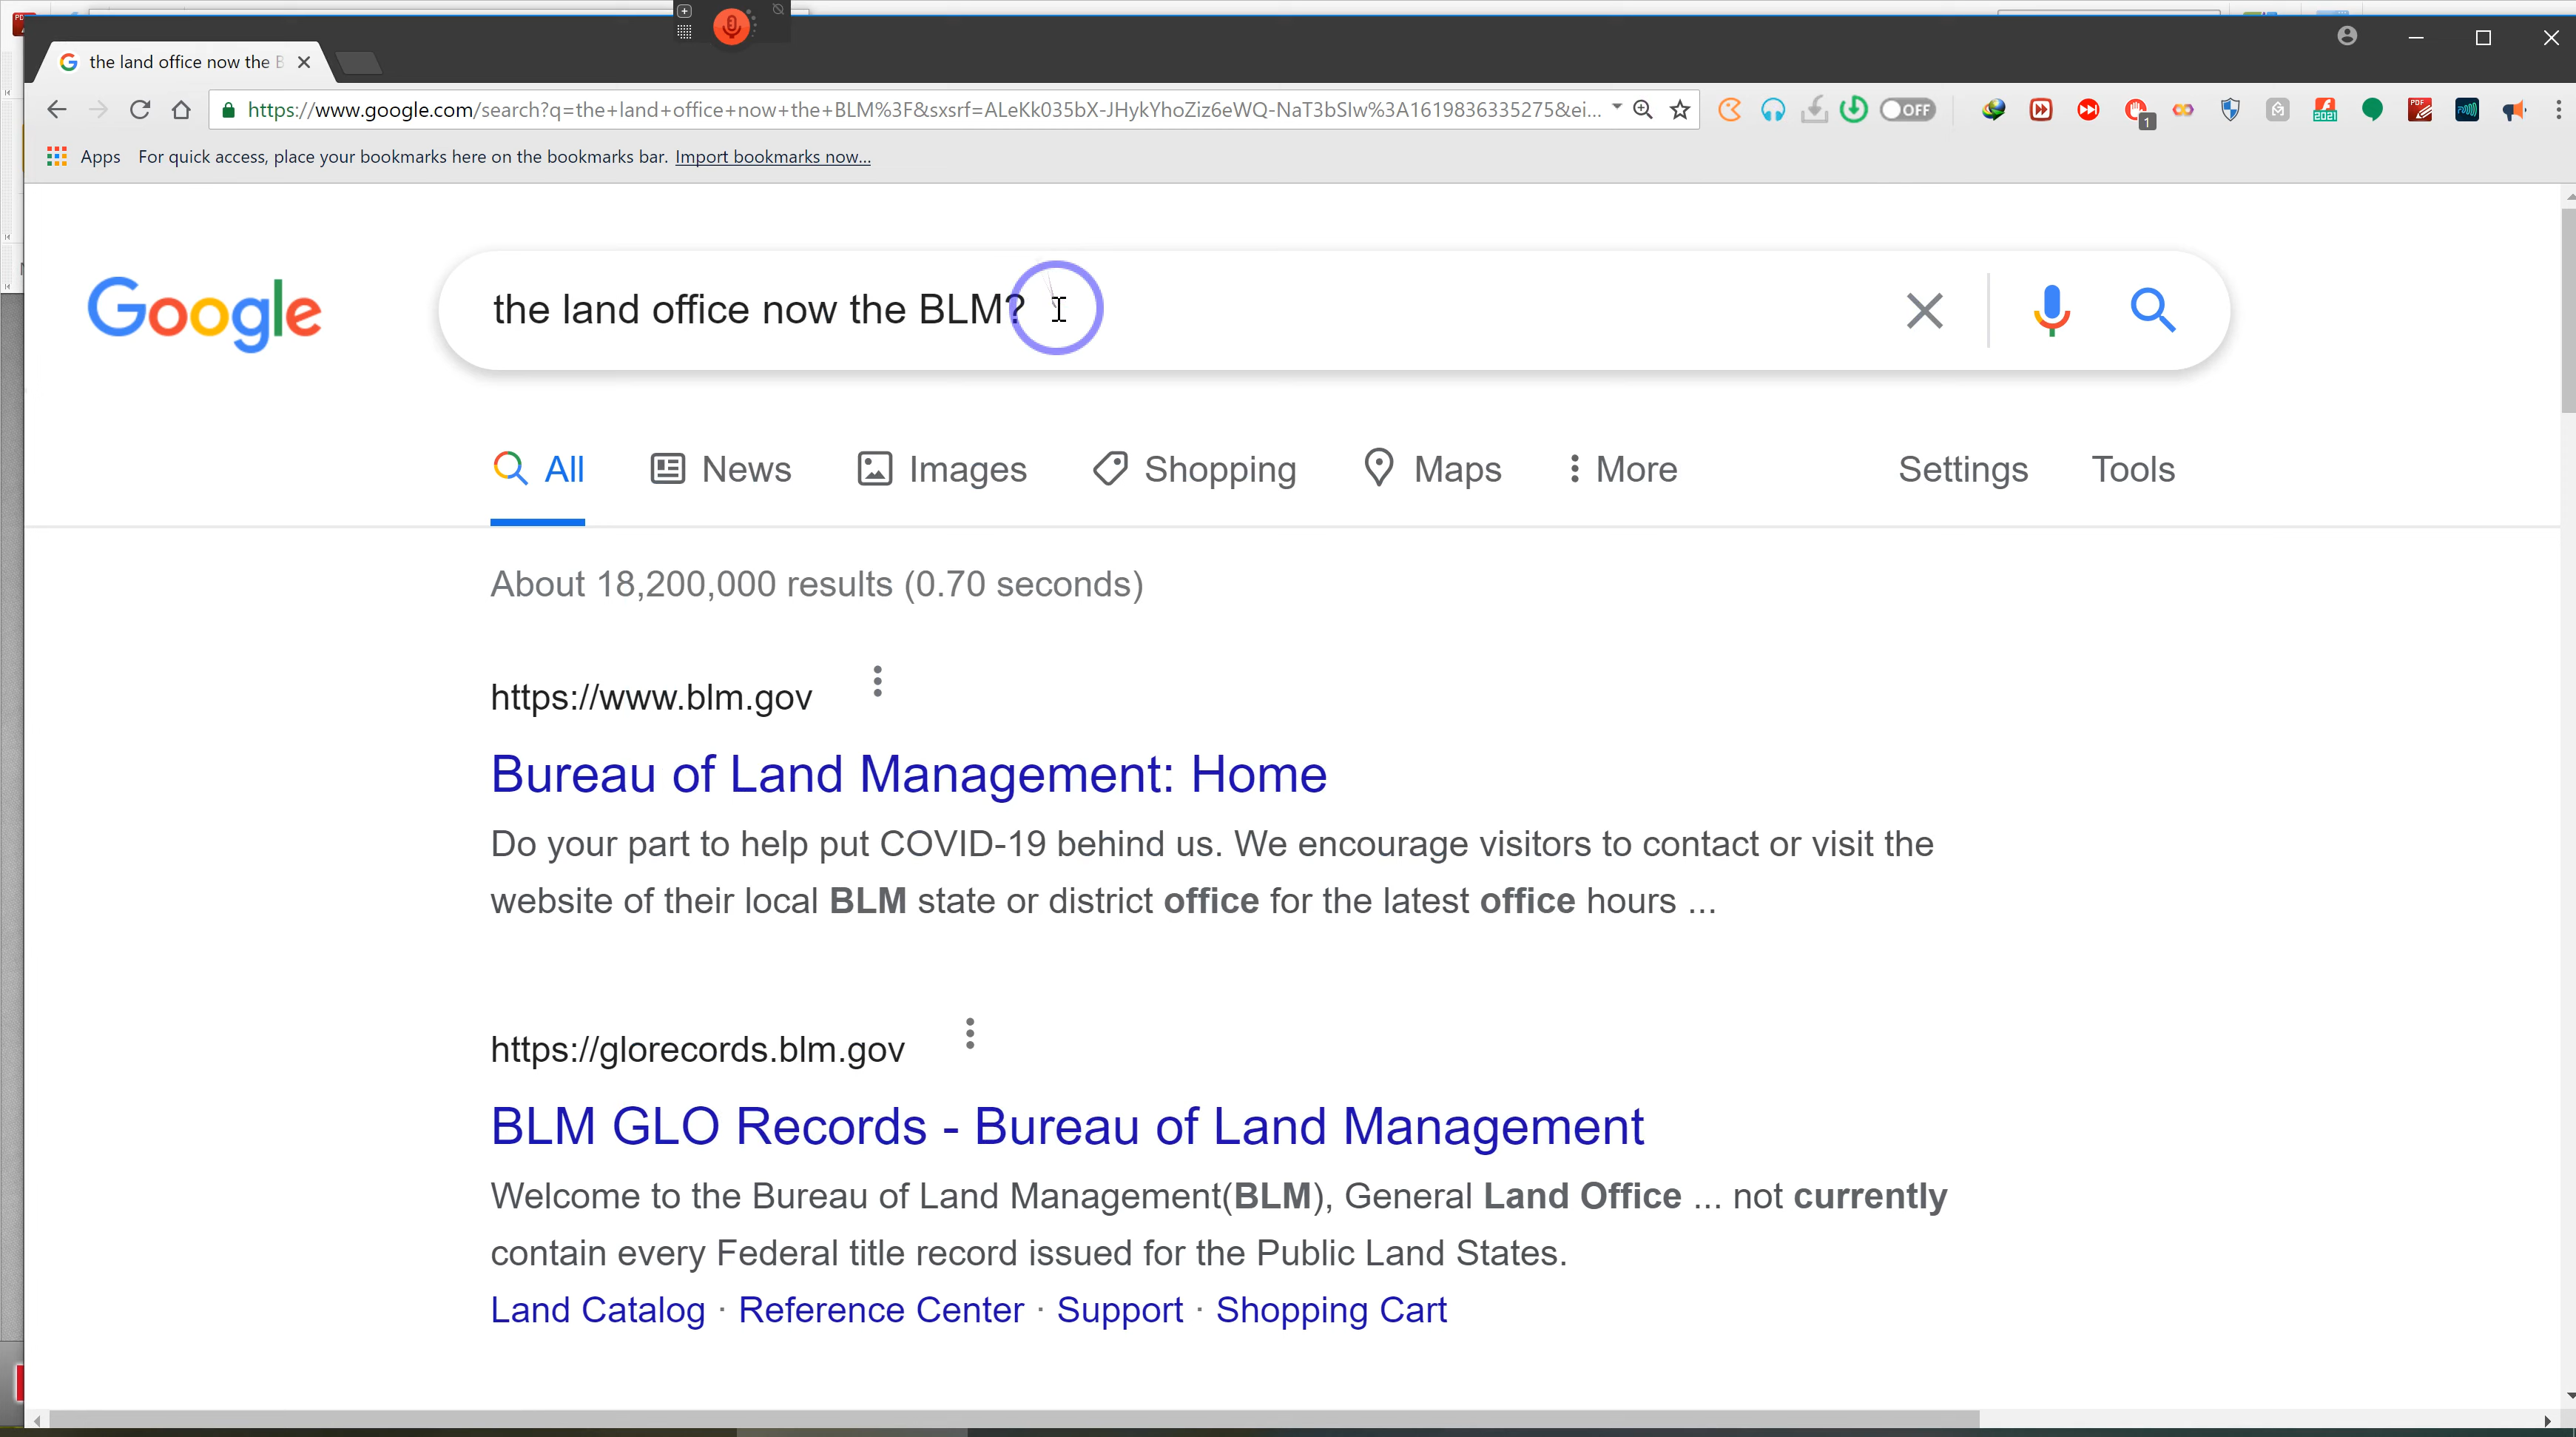 the land office now the B
https://www.google.com/search?q=the+land+office+now+the+BLM%3F&sxsrf=ALeKk035bX-JHykYhoZiz6eWQ-NaT3bSlw%3A1619836335275&ei...
OFF
1
2021
PDF
Apps For quick access, place your bookmarks here on the bookmarks bar. Import bookmarks now...
Google
the land office now the BLM?
All News Images Shopping Maps More Settings Tools
About 18,200,000 results (0.70 seconds)
https://www.blm.gov
Bureau of Land Management: Home
Do your part to help put COVID-19 behind us. We encourage visitors to contact or visit the
website of their local BLM state or district office for the latest office hours ...
https://glorecords.blm.gov
BLM GLO Records - Bureau of Land Management
Welcome to the Bureau of Land Management(BLM), General Land Office ... not currently
contain every Federal title record issued for the Public Land States.
Land Catalog · Reference Center · Support · Shopping Cart